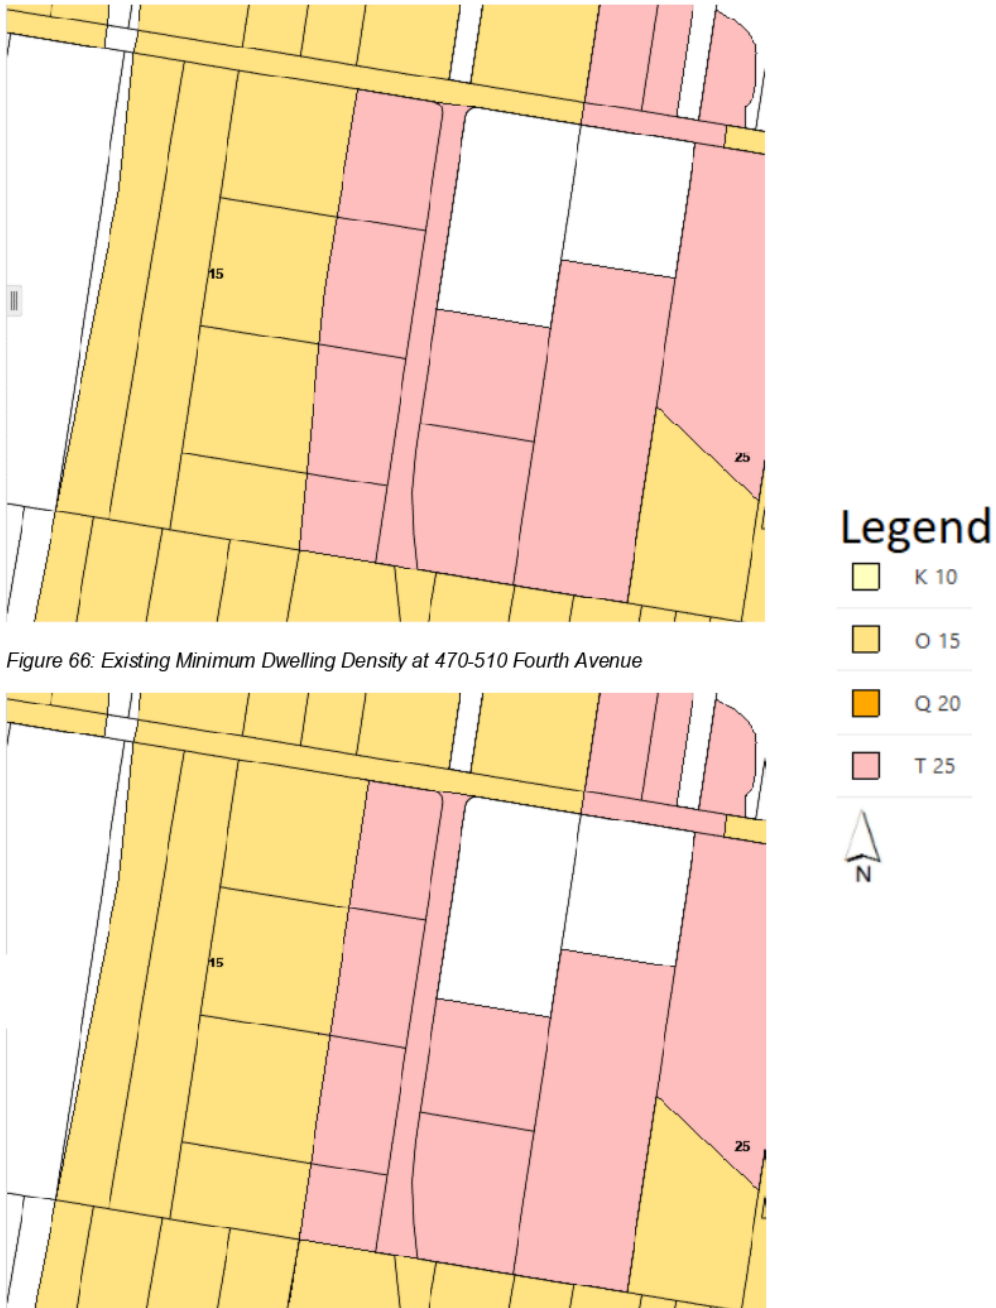 15
25
Figure 66: Existing Minimum Dwelling Density at 470-510 Fourth Avenue
15
25
Legend
K 10
O 15
Q 20
T 25
N